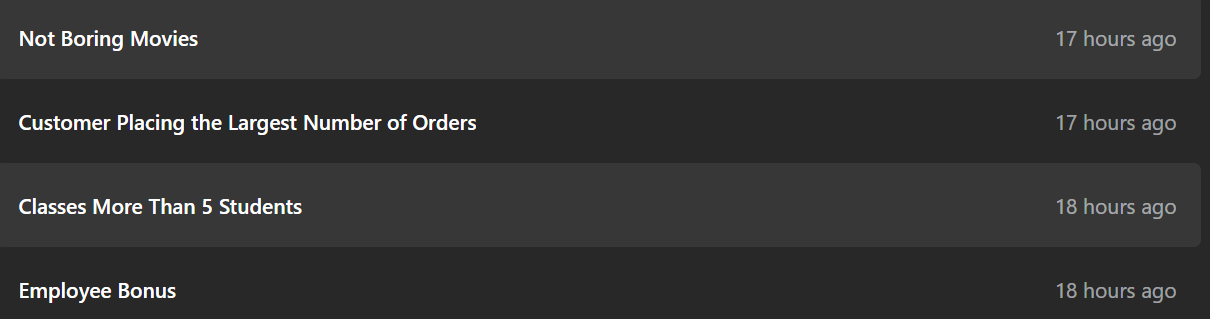 Not Boring Movies 17 hours ago
Customer Placing the Largest Number of Orders 17 hours ago
Classes More Than 5 Students 18 hours ago
Employee Bonus 18 hours ago